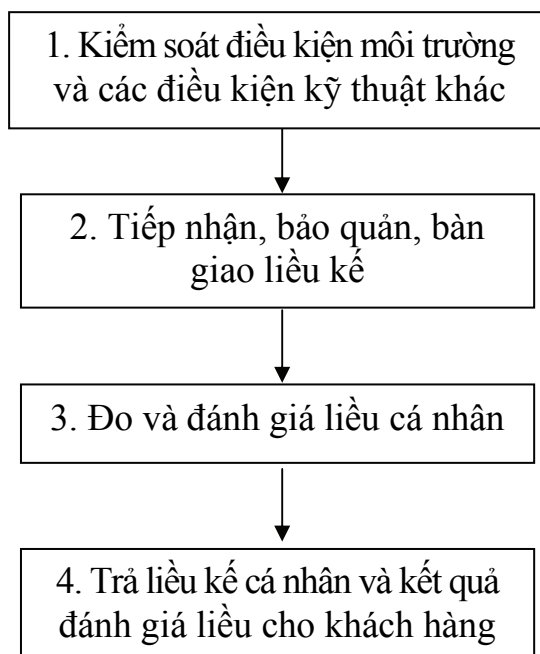 1. Kiểm soát điều kiện môi trường
và các điều kiện kỹ thuật khác
2. Tiếp nhận, bảo quản, bàn
giao liều kế
3. Đo và đánh giá liều cá nhân
4. Trả liều kế cá nhân và kết quả
đánh giá liều cho khách hàng